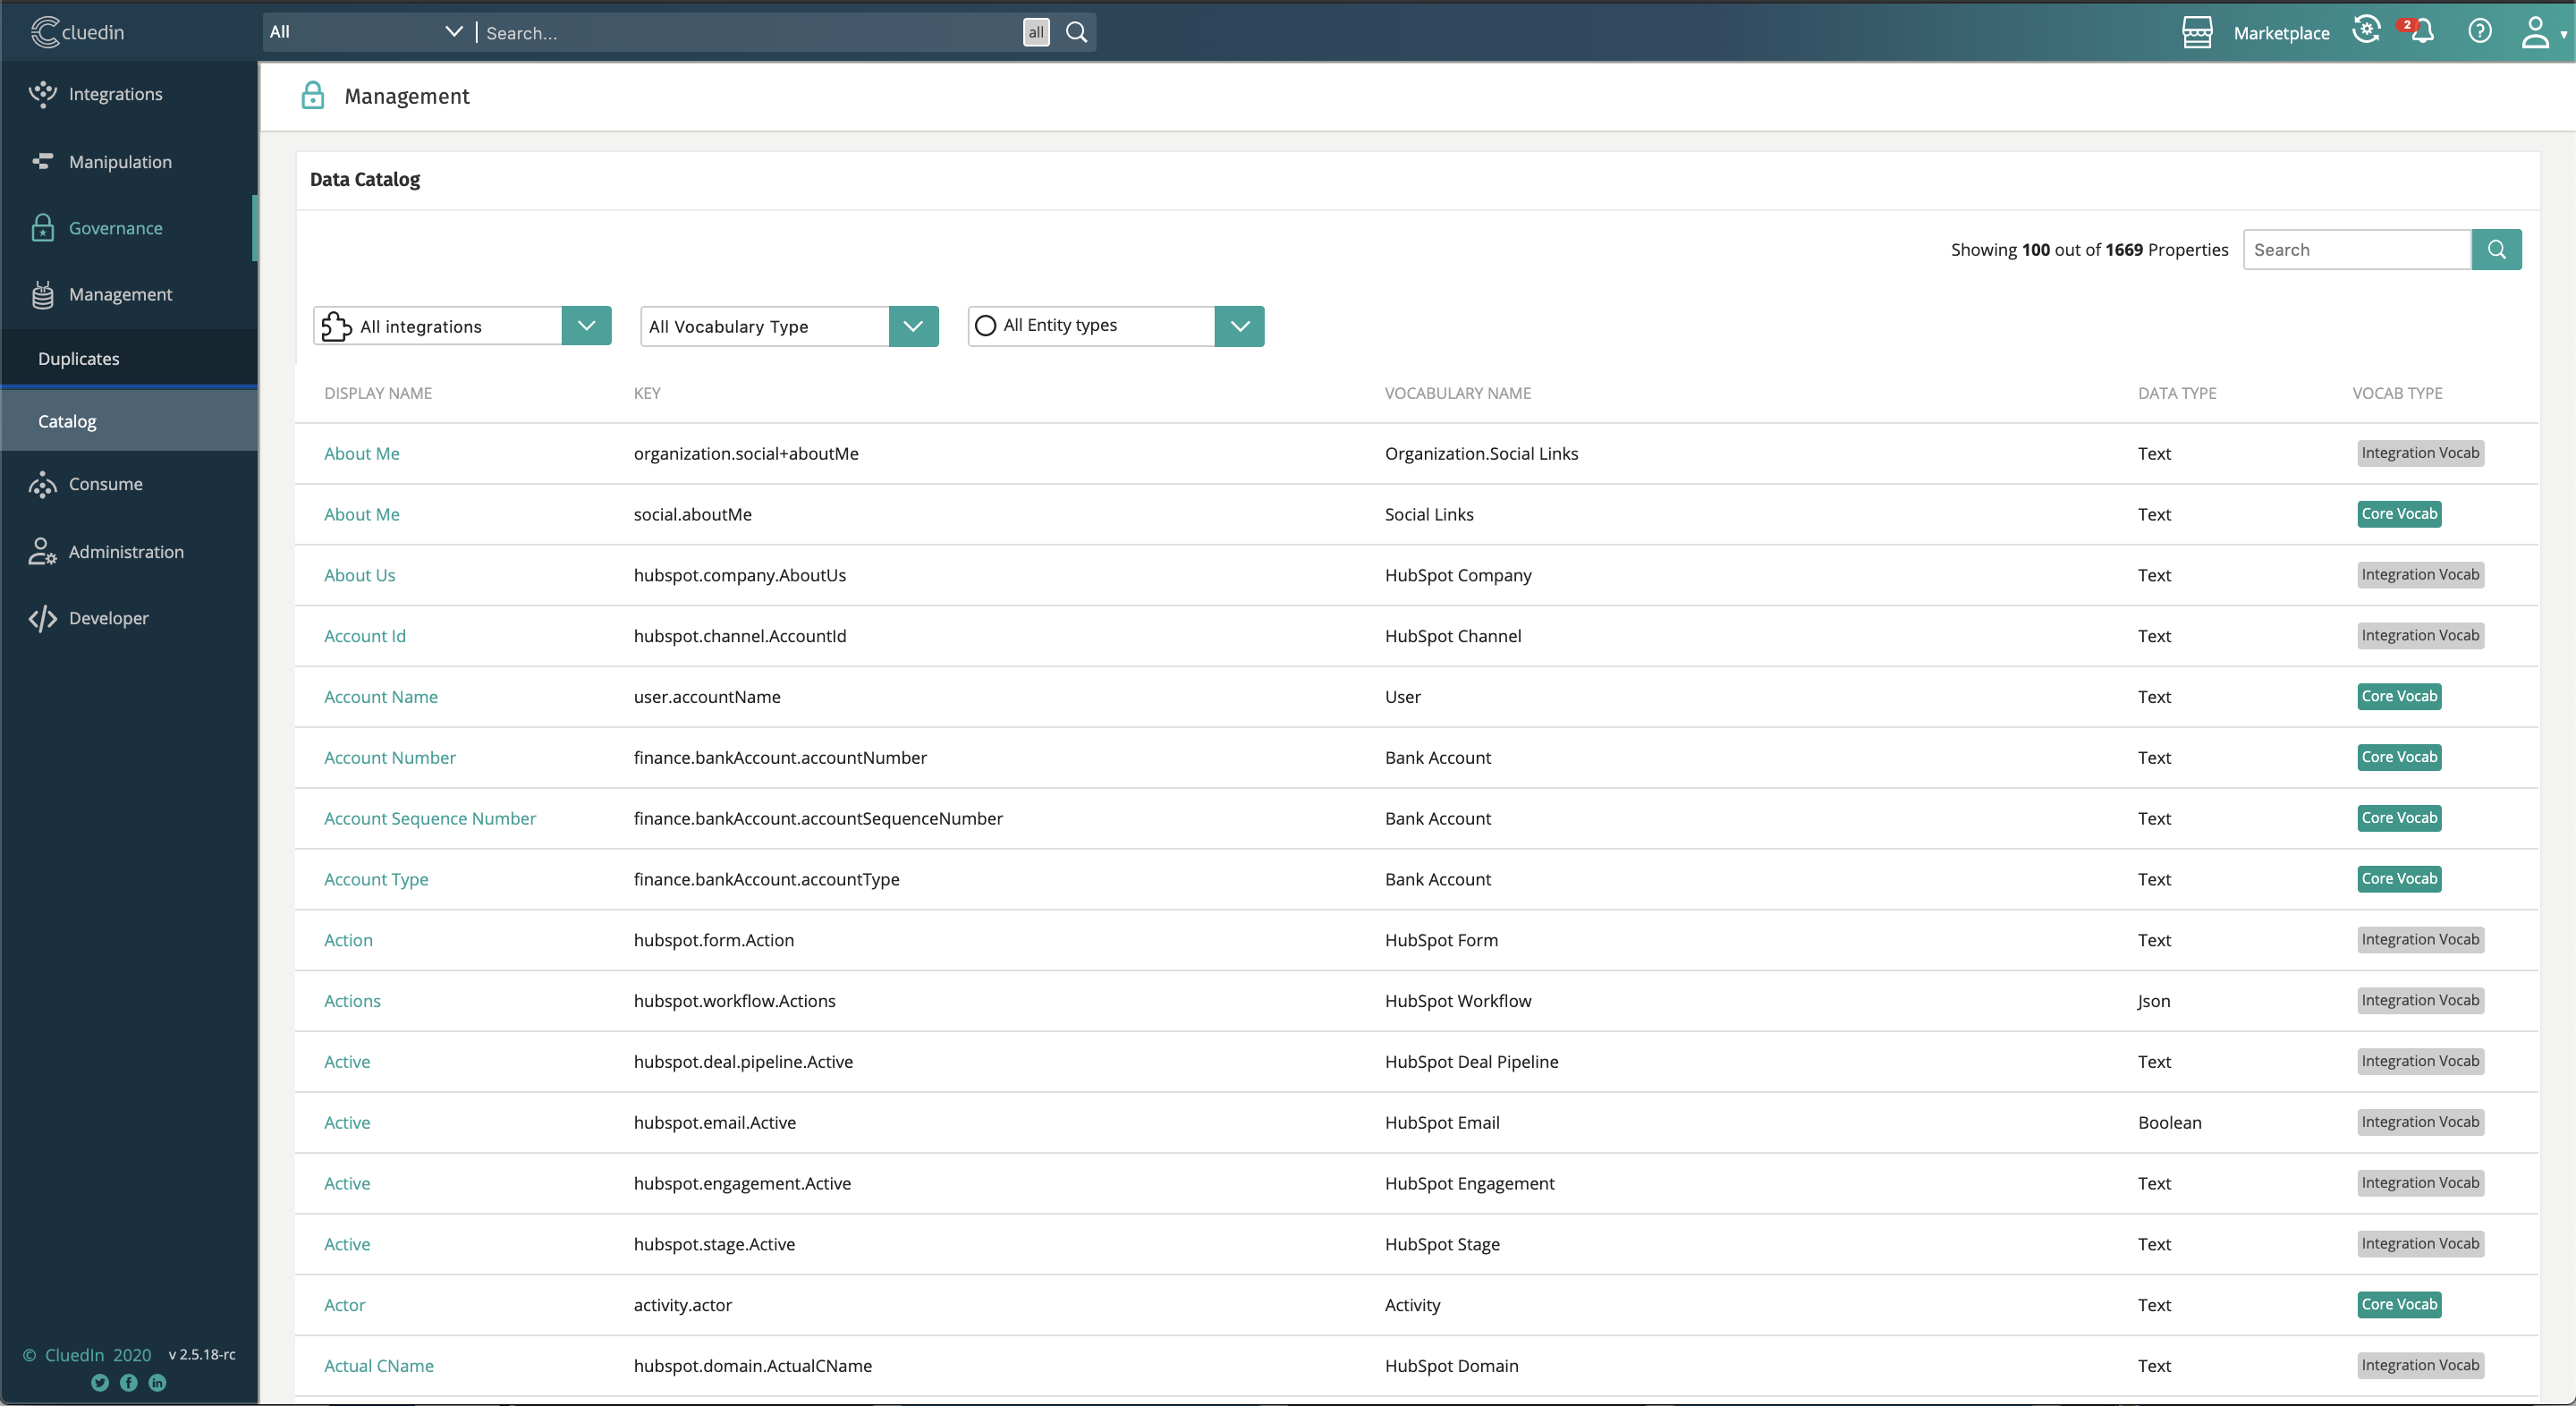 cluedin
All
Search...
all
Marketplace
2
Integrations
Manipulation
Governance
Management
Duplicates
Catalog
Consume
Administration
Developer
© CluedIn 2020 v 2.5.18-rc
Management
Data Catalog
Showing 100 out of 1669 Properties
Search
All integrations
All Vocabulary Type
All Entity types
DISPLAY NAME KEY VOCABULARY NAME DATA TYPE VOCAB TYPE
About Me organization.social+aboutMe Organization.Social Links Text Integration Vocab
About Me social.aboutMe Social Links Text Core Vocab
About Us hubspot.company.AboutUs HubSpot Company Text Integration Vocab
Account Id hubspot.channel.AccountId HubSpot Channel Text Integration Vocab
Account Name user.accountName User Text Core Vocab
Account Number finance.bankAccount.accountNumber Bank Account Text Core Vocab
Account Sequence Number finance.bankAccount.accountSequenceNumber Bank Account Text Core Vocab
Account Type finance.bankAccount.accountType Bank Account Text Core Vocab
Action hubspot.form.Action HubSpot Form Text Integration Vocab
Actions hubspot.workflow.Actions HubSpot Workflow Json Integration Vocab
Active hubspot.deal.pipeline.Active HubSpot Deal Pipeline Text Integration Vocab
Active hubspot.email.Active HubSpot Email Boolean Integration Vocab
Active hubspot.engagement.Active HubSpot Engagement Text Integration Vocab
Active hubspot.stage.Active HubSpot Stage Text Integration Vocab
Actor activity.actor Activity Text Core Vocab
Actual CName hubspot.domain.ActualCName HubSpot Domain Text Integration Vocab